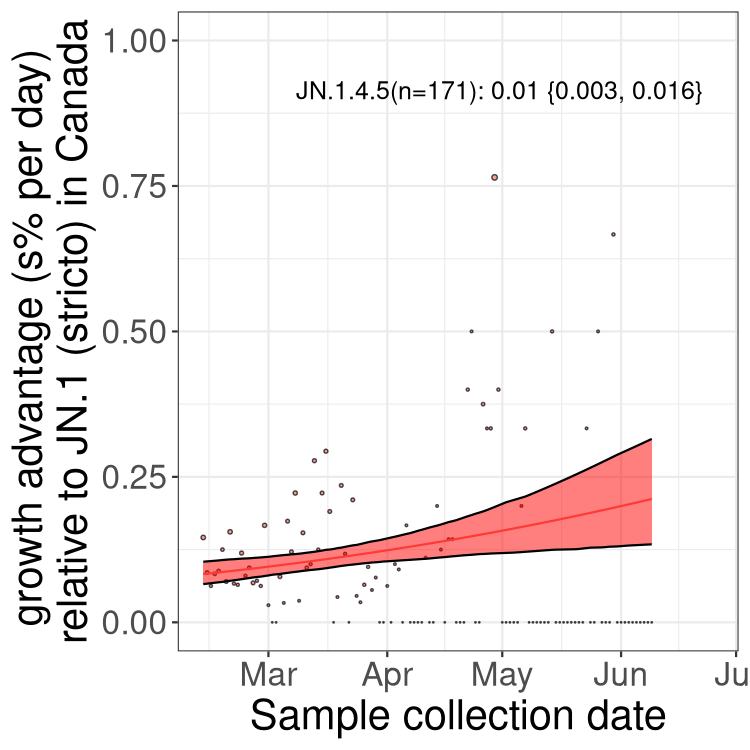 growth advantage (s% per day)
relative to JN.1 (stricto) in Canada
1.00
0.75
0.50
0.25
0.00
JN.1.4.5(n=171): 0.01 {0.003, 0.016}
Mar Apr May Jun Ju
Sample collection date